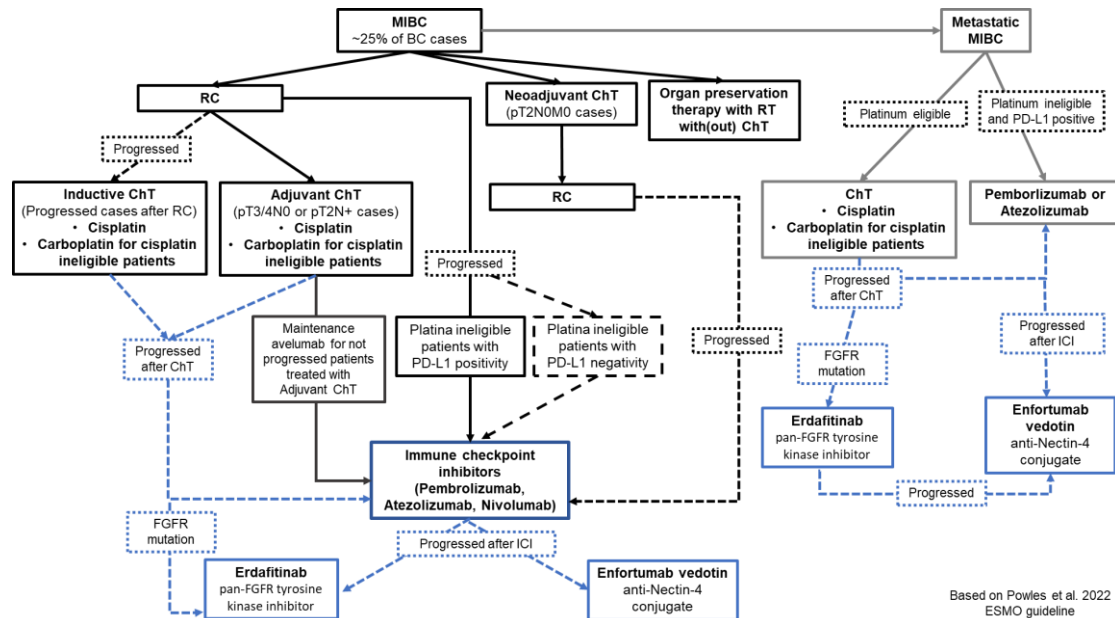 MIBC
~25% of BC cases
Metastatic
MIBC
RC
Neoadjuvant ChT
(pT2N0M0 cases)
Organ preservation
therapy with RT
with(out) ChT
Platinum eligible
Platinum ineligible
and PD-L1 positive
Progressed
Inductive ChT
(Progressed cases after RC)
• Cisplatin
• Carboplatin for cisplatin
ineligible patients
Adjuvant ChT
(pT3/4N0 or pT2N+ cases)
• Cisplatin
• Carboplatin for cisplatin
ineligible patients
RC
ChT
• Cisplatin
• Carboplatin for cisplatin
ineligible patients
Pemborlizumab or
Atezolizumab
Progressed
Progressed
after ChT
Progressed
after ChT
Maintenance
avelumab for not
progressed patients
treated with
Adjuvant ChT
Platina ineligible
patients with
PD-L1 positivity
Platina ineligible
patients with
PD-L1 negativity
Progressed
FGFR
mutation
Progressed
after ICI
Erdafitinab
pan-FGFR tyrosine
kinase inhibitor
Enfortumab
vedotin
anti-Nectin-4
conjugate
Immune checkpoint
inhibitors
(Pembrolizumab,
Atezolizumab, Nivolumab)
Progressed
FGFR
mutation
Progressed after ICI
Erdafitinab
pan-FGFR tyrosine
kinase inhibitor
Enfortumab vedotin
anti-Nectin-4
conjugate
Based on Powles et al. 2022
ESMO guideline